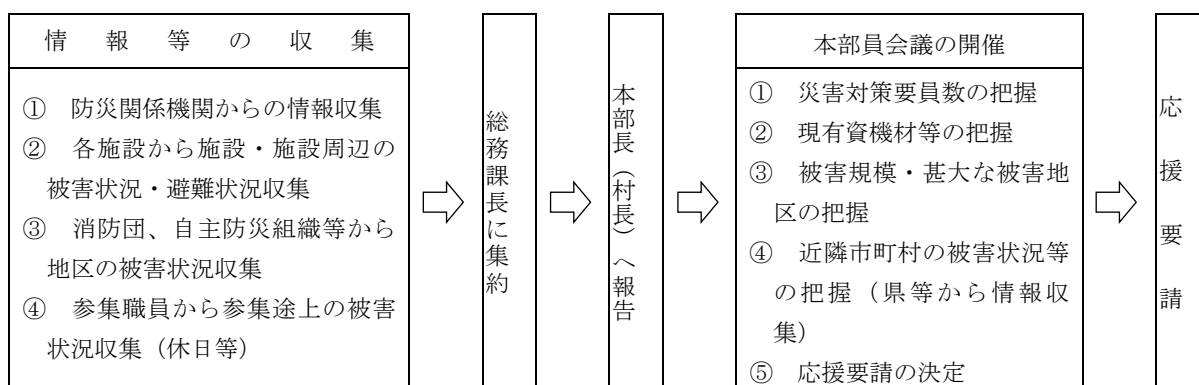 情報等の収集
① 防災関係機関からの情報収集
② 各施設から施設・施設周辺の
被害状況・避難状況収集
③ 消防団、自主防災組織等から
地区の被害状況収集
④ 参集職員から参集途上の被害
状況収集（休日等）
総務課長に集約
本部長（村長）へ報告
本部員会議の開催
① 災害対策要員数の把握
② 現有資機材等の把握
③ 被害規模・甚大な被害地
区の把握
④ 近隣市町村の被害状況等
の把握（県等から情報収
集）
⑤ 応援要請の決定
応援要請